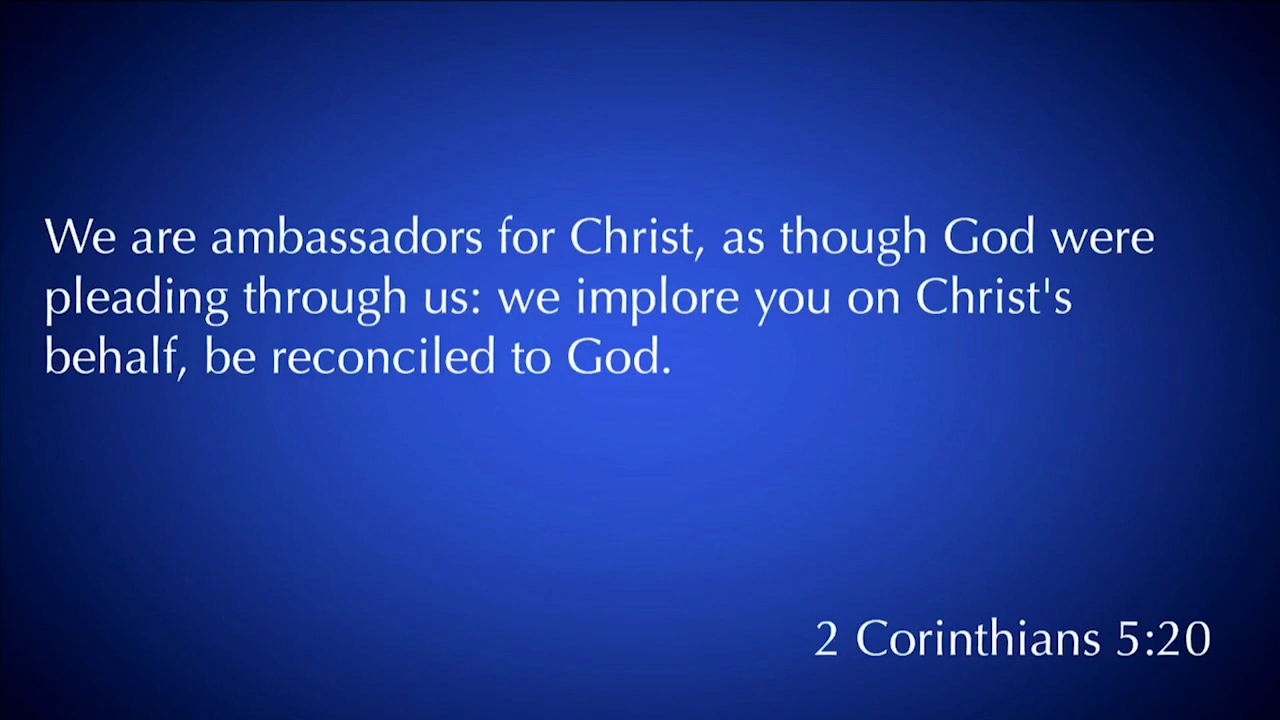 We are ambassadors for Christ, as though God were
pleading through us: we implore you on Christ's
behalf, be reconciled to God.
2 Corinthians 5:20